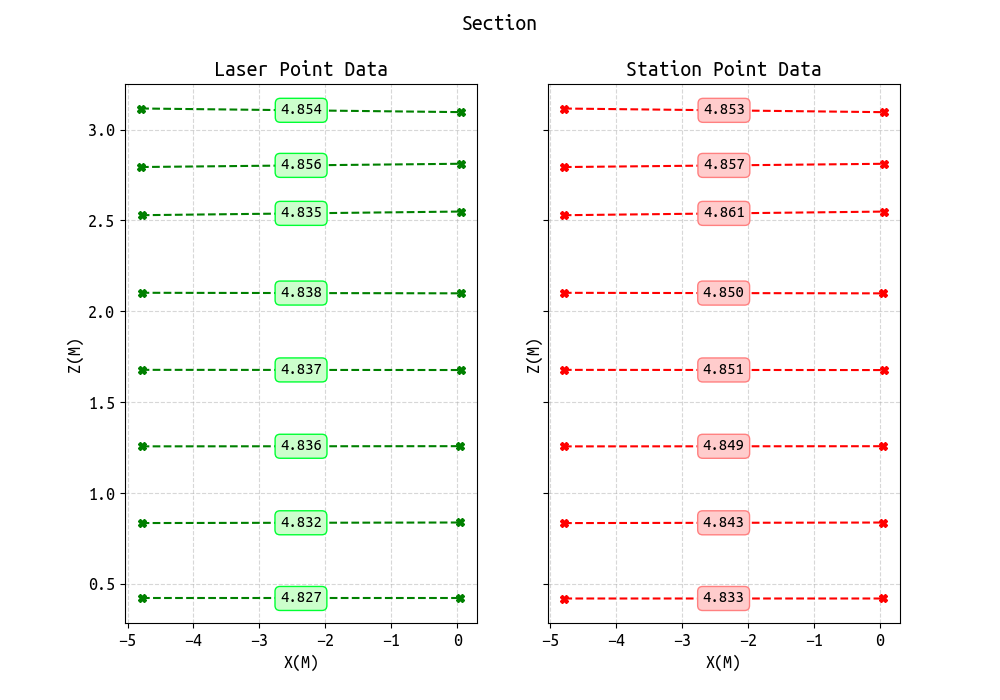 Section
Laser Point Data
Z(M)
3.0
2.5
2.0
1.5
1.0
0.5
4.854
4.856
4.835
4.838
4.837
4.836
4.832
4.827
−5 −4 −3 −2 −1 0
X(M)
Station Point Data
Z(M)
4.853
4.857
4.861
4.850
4.851
4.849
4.843
4.833
−5 −4 −3 −2 −1 0
X(M)